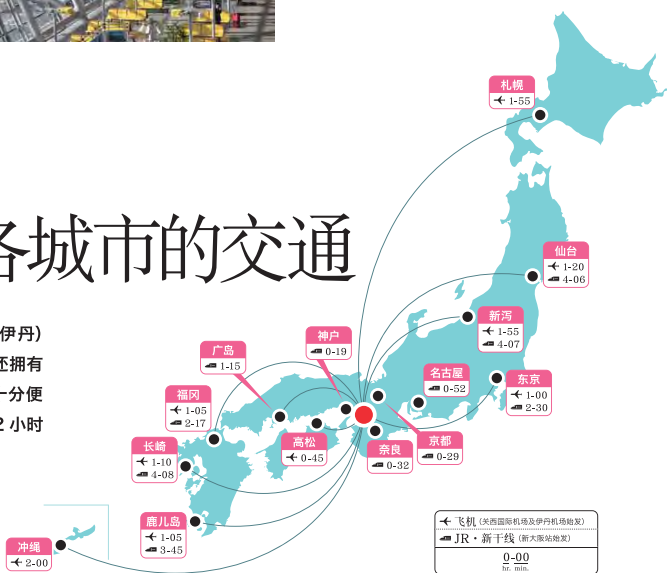 各城市的交通
伊丹）
还拥有
十分便
2 小时
札幌
1-55
仙台
1-20
4-06
新泻
1-55
4-07
东京
1-00
2-30
名古屋
0-52
京都
0-29
奈良
0-32
神户
0-19
广岛
1-15
福冈
1-05
2-17
高松
0-45
长崎
1-10
4-08
鹿儿岛
1-05
3-45
冲绳
2-00
飞机 (关西国际机场及伊丹机场始发)
JR・新干线 (新大阪站始发)
0-00
hr. min.